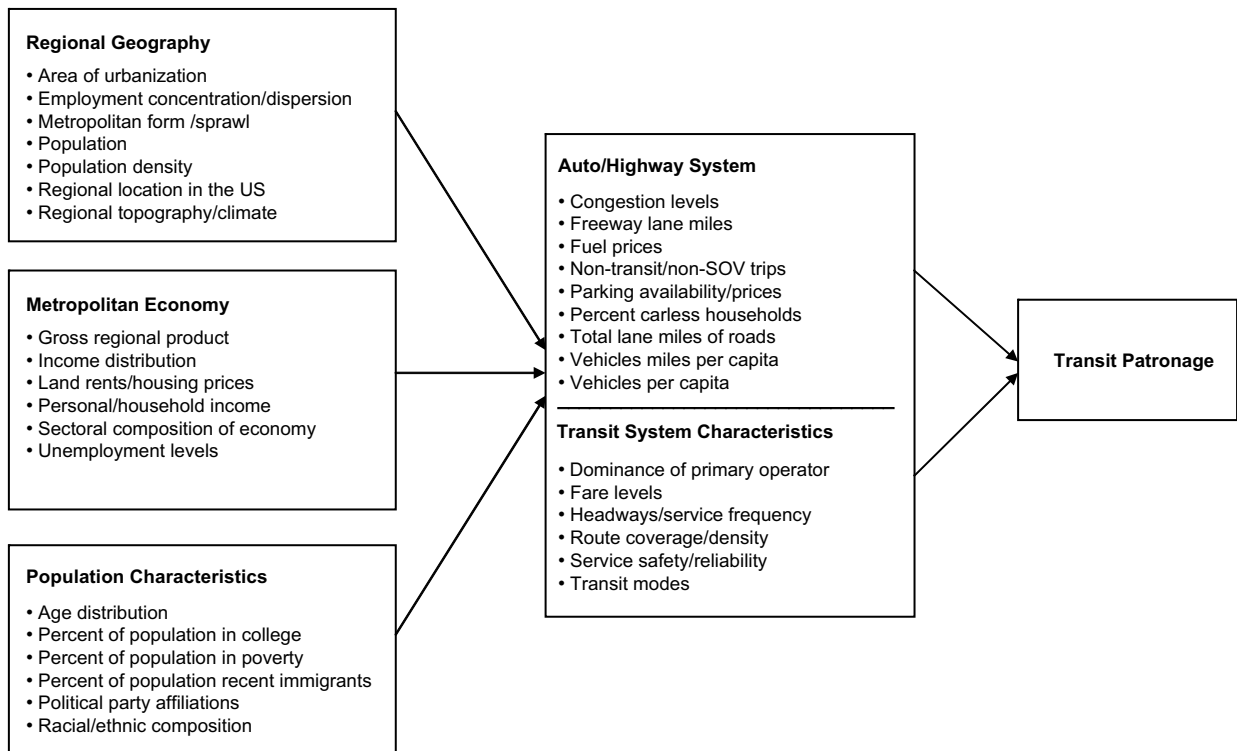 Regional Geography
• Area of urbanization
• Employment concentration/dispersion
• Metropolitan form /sprawl
• Population
• Population density
• Regional location in the US
• Regional topography/climate
Metropolitan Economy
• Gross regional product
• Income distribution
• Land rents/housing prices
• Personal/household income
• Sectoral composition of economy
• Unemployment levels
Population Characteristics
• Age distribution
• Percent of population in college
• Percent of population in poverty
• Percent of population recent immigrants
• Political party affiliations
• Racial/ethnic composition
Auto/Highway System
• Congestion levels
• Freeway lane miles
• Fuel prices
• Non-transit/non-SOV trips
• Parking availability/prices
• Percent carless households
• Total lane miles of roads
• Vehicles miles per capita
• Vehicles per capita
Transit System Characteristics
• Dominance of primary operator
• Fare levels
• Headways/service frequency
• Route coverage/density
• Service safety/reliability
• Transit modes
Transit Patronage